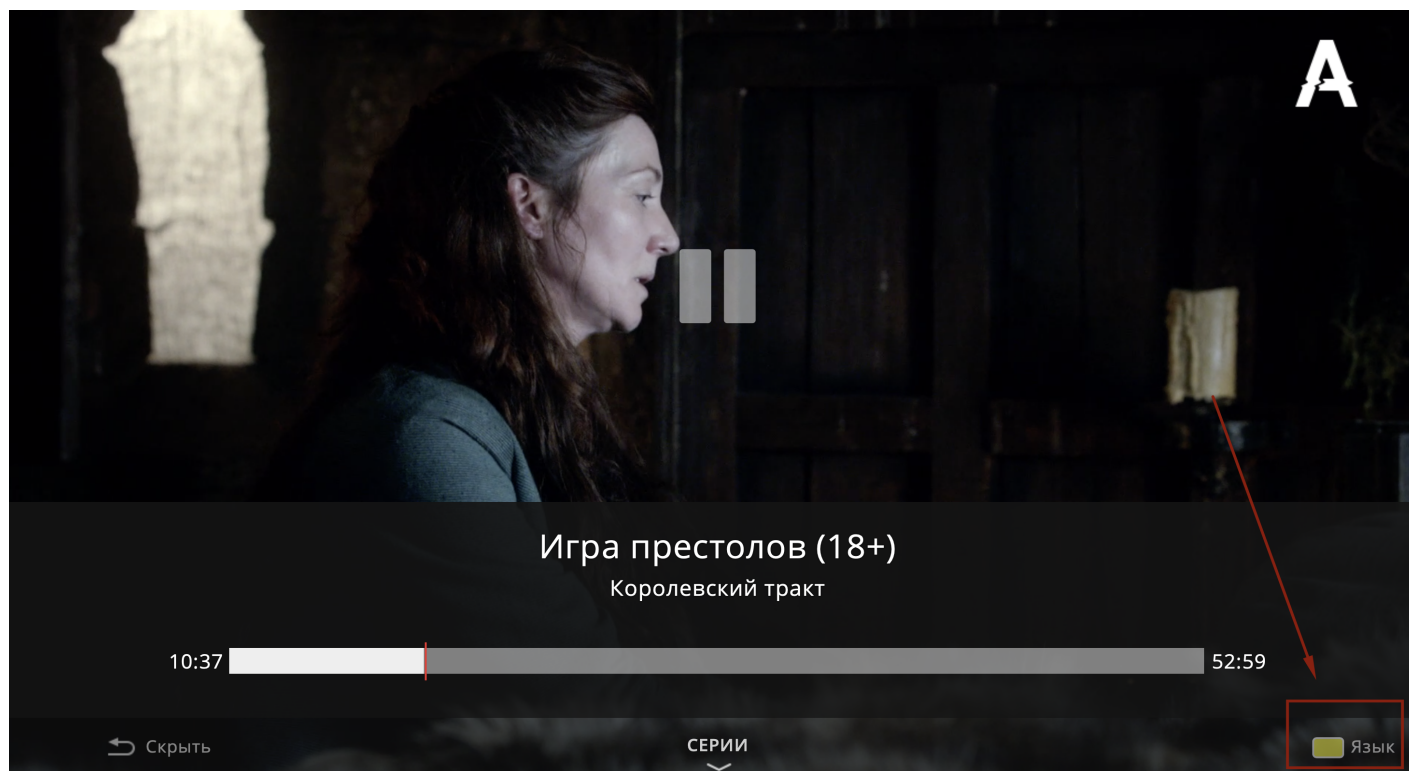 A
Игра престолов (18+)
Королевский тракт
10:37
52:59
Скрыть
СЕРИИ
Язык